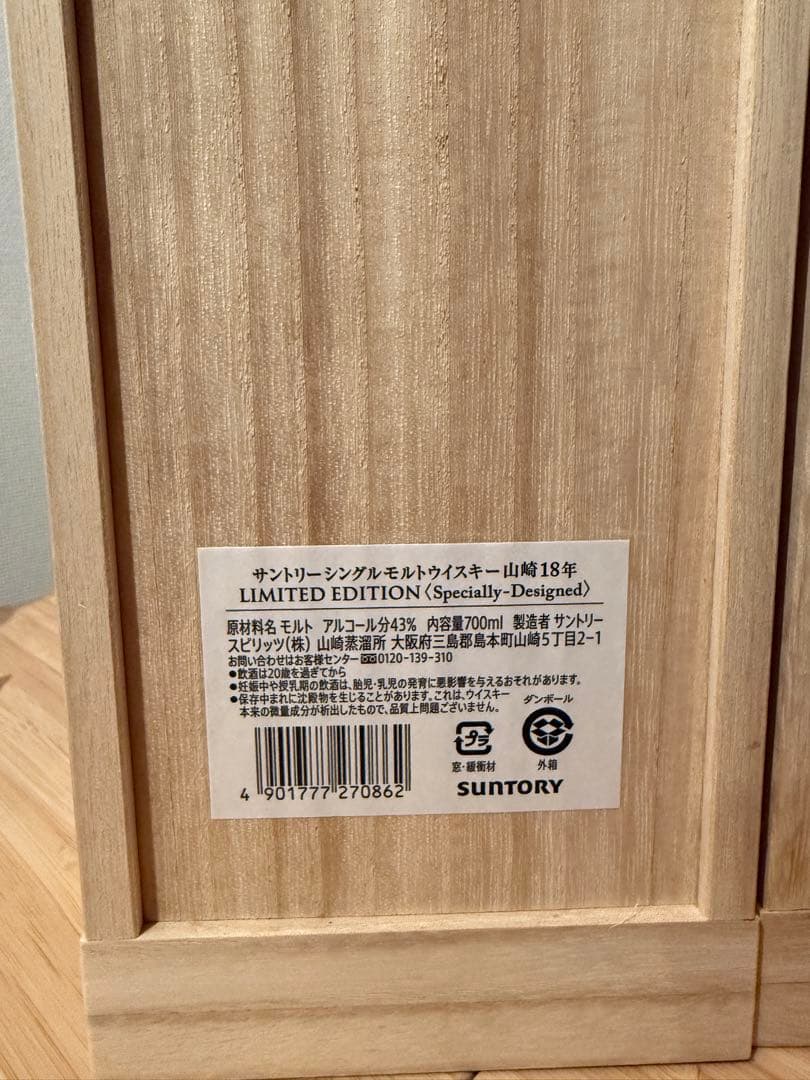 サントリーシングルモルトウイスキー山崎18年
LIMITED EDITION〈Specially-Designed〉
原材料名 モルト アルコール分43% 内容量700ml 製造者 サントリー
スピリッツ(株) 山崎蒸溜所 大阪府三島郡島本町山崎5丁目2-1
お問い合わせはお客様センター 0120-139-310
●飲酒は20歳を過ぎてから
●妊娠中や授乳期の飲酒は、胎児・乳児の発育に悪影響を与えるおそれがあります。
●保存中まれに沈殿物を生じることがあります。これは、ウイスキー
本来の微量成分が析出したもので、品質上問題ございません。
ダンボール
プラ
窓・緩衝材
外箱
4 901777 270862
SUNTORY